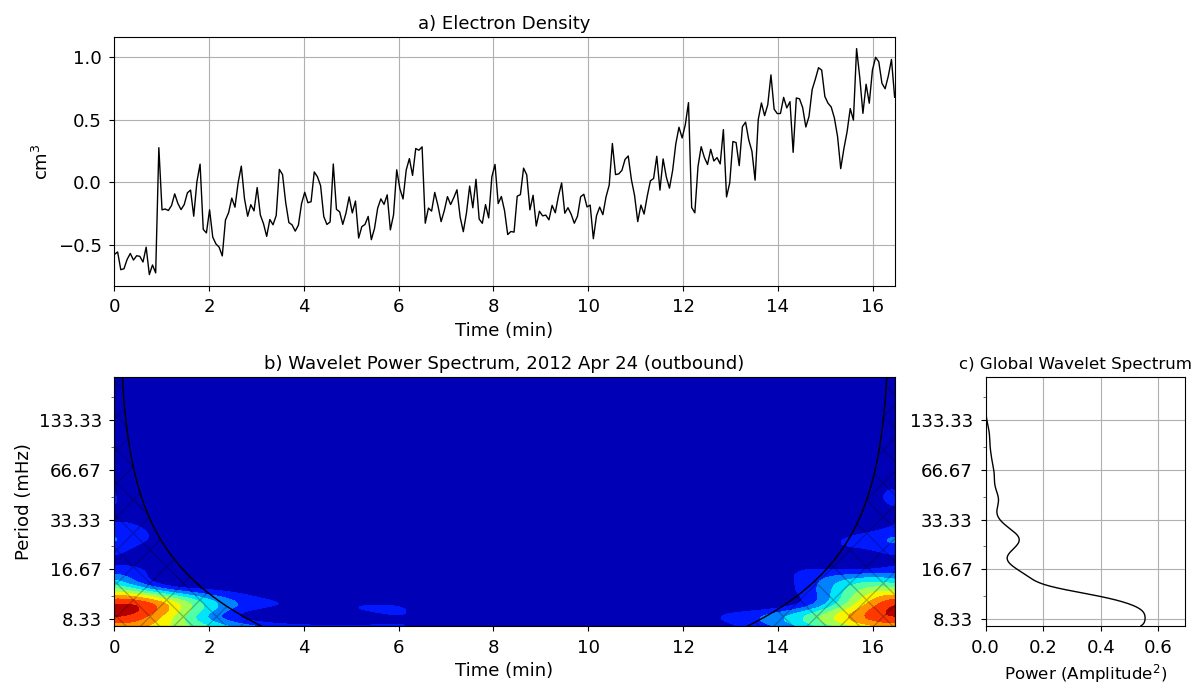 a) Electron Density
1.0
0.5
0.0
−0.5
cm³
0 2 4 6 8 10 12 14 16
Time (min)
b) Wavelet Power Spectrum, 2012 Apr 24 (outbound)
133.33
66.67
33.33
16.67
8.33
Period (mHz)
0 2 4 6 8 10 12 14 16
Time (min)
c) Global Wavelet Spectrum
133.33
66.67
33.33
16.67
8.33
0.0 0.2 0.4 0.6
Power (Amplitude²)